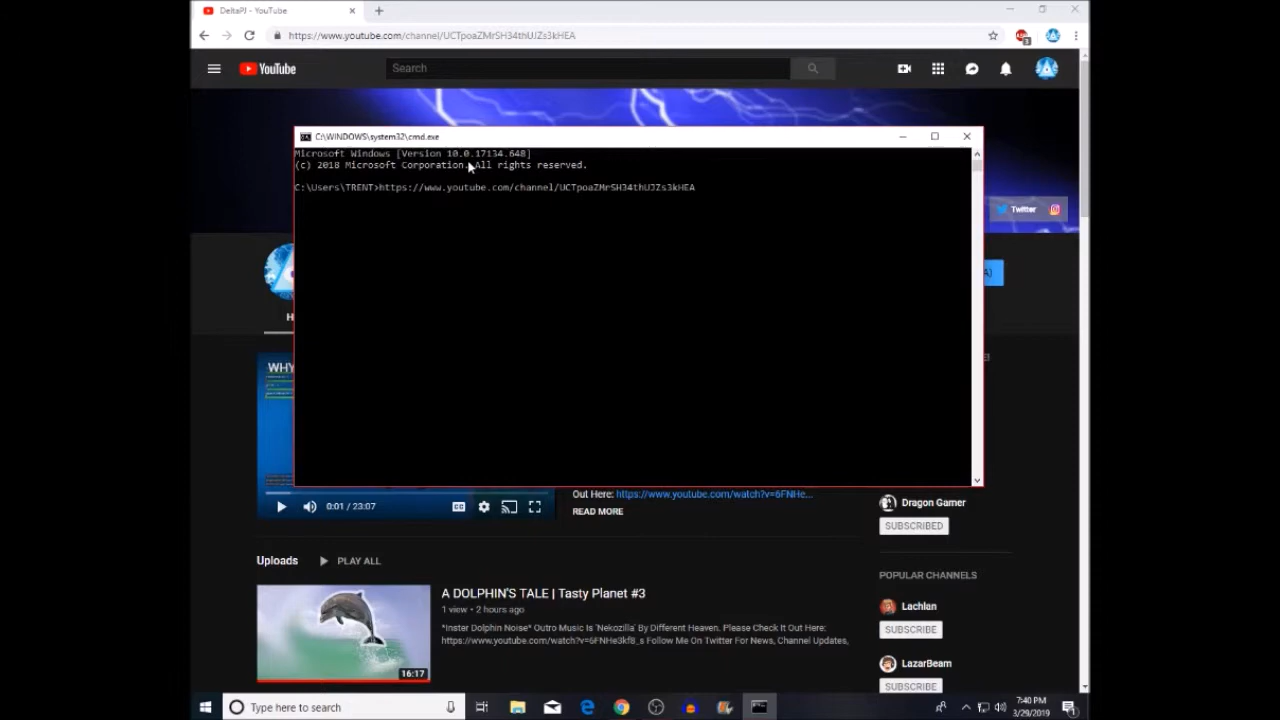 DeltaPJ - YouTube
https://www.youtube.com/channel/UCTpoaZMrSH34thUJZs3kHEA
3
YouTube
Search
C:\WINDOWS\system32\cmd.exe
Microsoft Windows [Version 10.0.17134.648]
(c) 2018 Microsoft Corporation. All rights reserved.
C:\Users\TRENT>https://www.youtube.com/channel/UCTpoaZMrSH34thUJZs3kHEA
Twitter
WHY
0:01 / 23:07
CC
Out Here: https://www.youtube.com/watch?v=6FNHe...
READ MORE
Dragon Gamer
SUBSCRIBED
Uploads
PLAY ALL
POPULAR CHANNELS
A DOLPHIN'S TALE | Tasty Planet #3
1 view • 2 hours ago
*Inster Dolphin Noise* Outro Music Is 'Nekozilla' By Different Heaven. Please Check It Out Here:
https://www.youtube.com/watch?v=6FNHe3kf8_s Follow Me On Twitter For News, Channel Updates,
16:17
Lachlan
SUBSCRIBE
LazarBeam
SUBSCRIBE
Type here to search
7:40 PM
3/29/2019
1